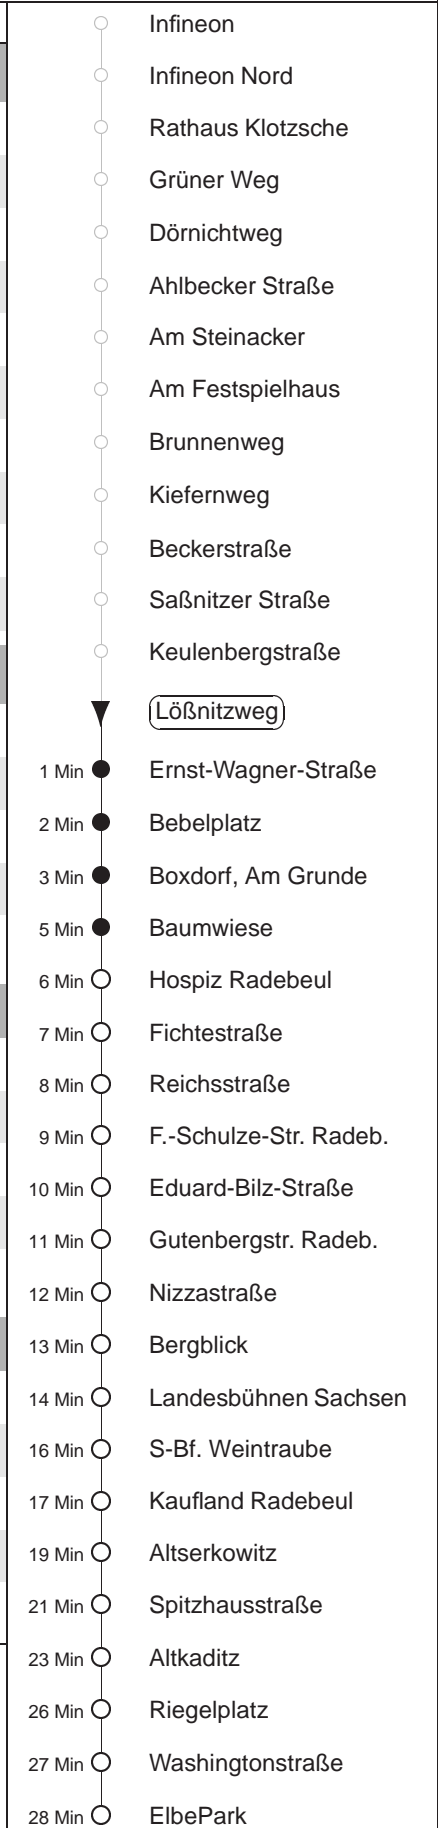 Infineon
Infineon Nord
Rathaus Klotzsche
Grüner Weg
Dörnichtweg
Ahlbecker Straße
Am Steinacker
Am Festspielhaus
Brunnenweg
Kiefernweg
Beckerstraße
Saßnitzer Straße
Keulenbergstraße
Lößnitzweg
1 Min Ernst-Wagner-Straße
2 Min Bebelplatz
3 Min Boxdorf, Am Grunde
5 Min Baumwiese
6 Min Hospiz Radebeul
7 Min Fichtestraße
8 Min Reichsstraße
9 Min F.-Schulze-Str. Radeb.
10 Min Eduard-Bilz-Straße
11 Min Gutenbergstr. Radeb.
12 Min Nizzastraße
13 Min Bergblick
14 Min Landesbühnen Sachsen
16 Min S-Bf. Weintraube
17 Min Kaufland Radebeul
19 Min Altserkowitz
21 Min Spitzhausstraße
23 Min Altkaditz
26 Min Riegelplatz
27 Min Washingtonstraße
28 Min ElbePark